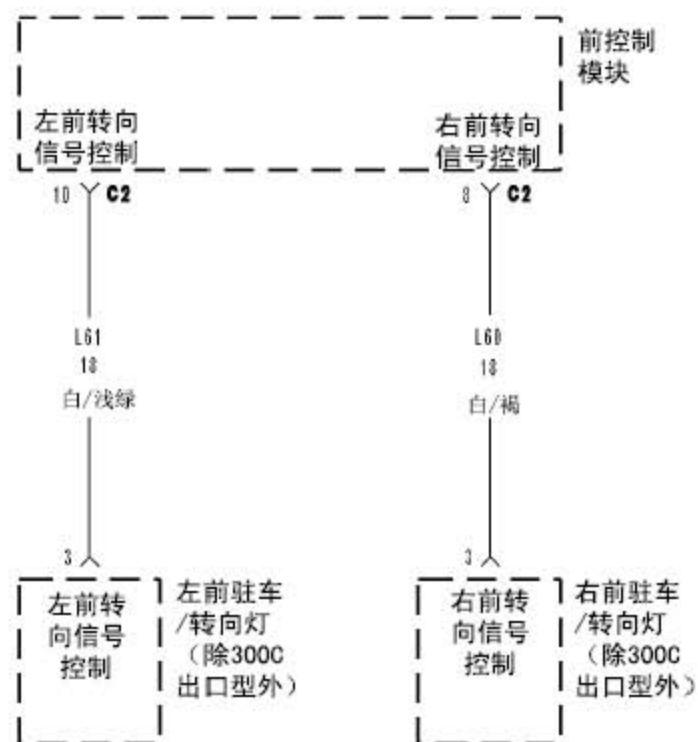 前控制
模块
左前转向
信号控制
右前转向
信号控制
10 C2
8 C2
L61
18
白/浅绿
L60
18
白/褐
3
3
左前转
向信号
控制
左前驻车
/转向灯
（除300C
出口型外）
右前转
向信号
控制
右前驻车
/转向灯
（除300C
出口型外）